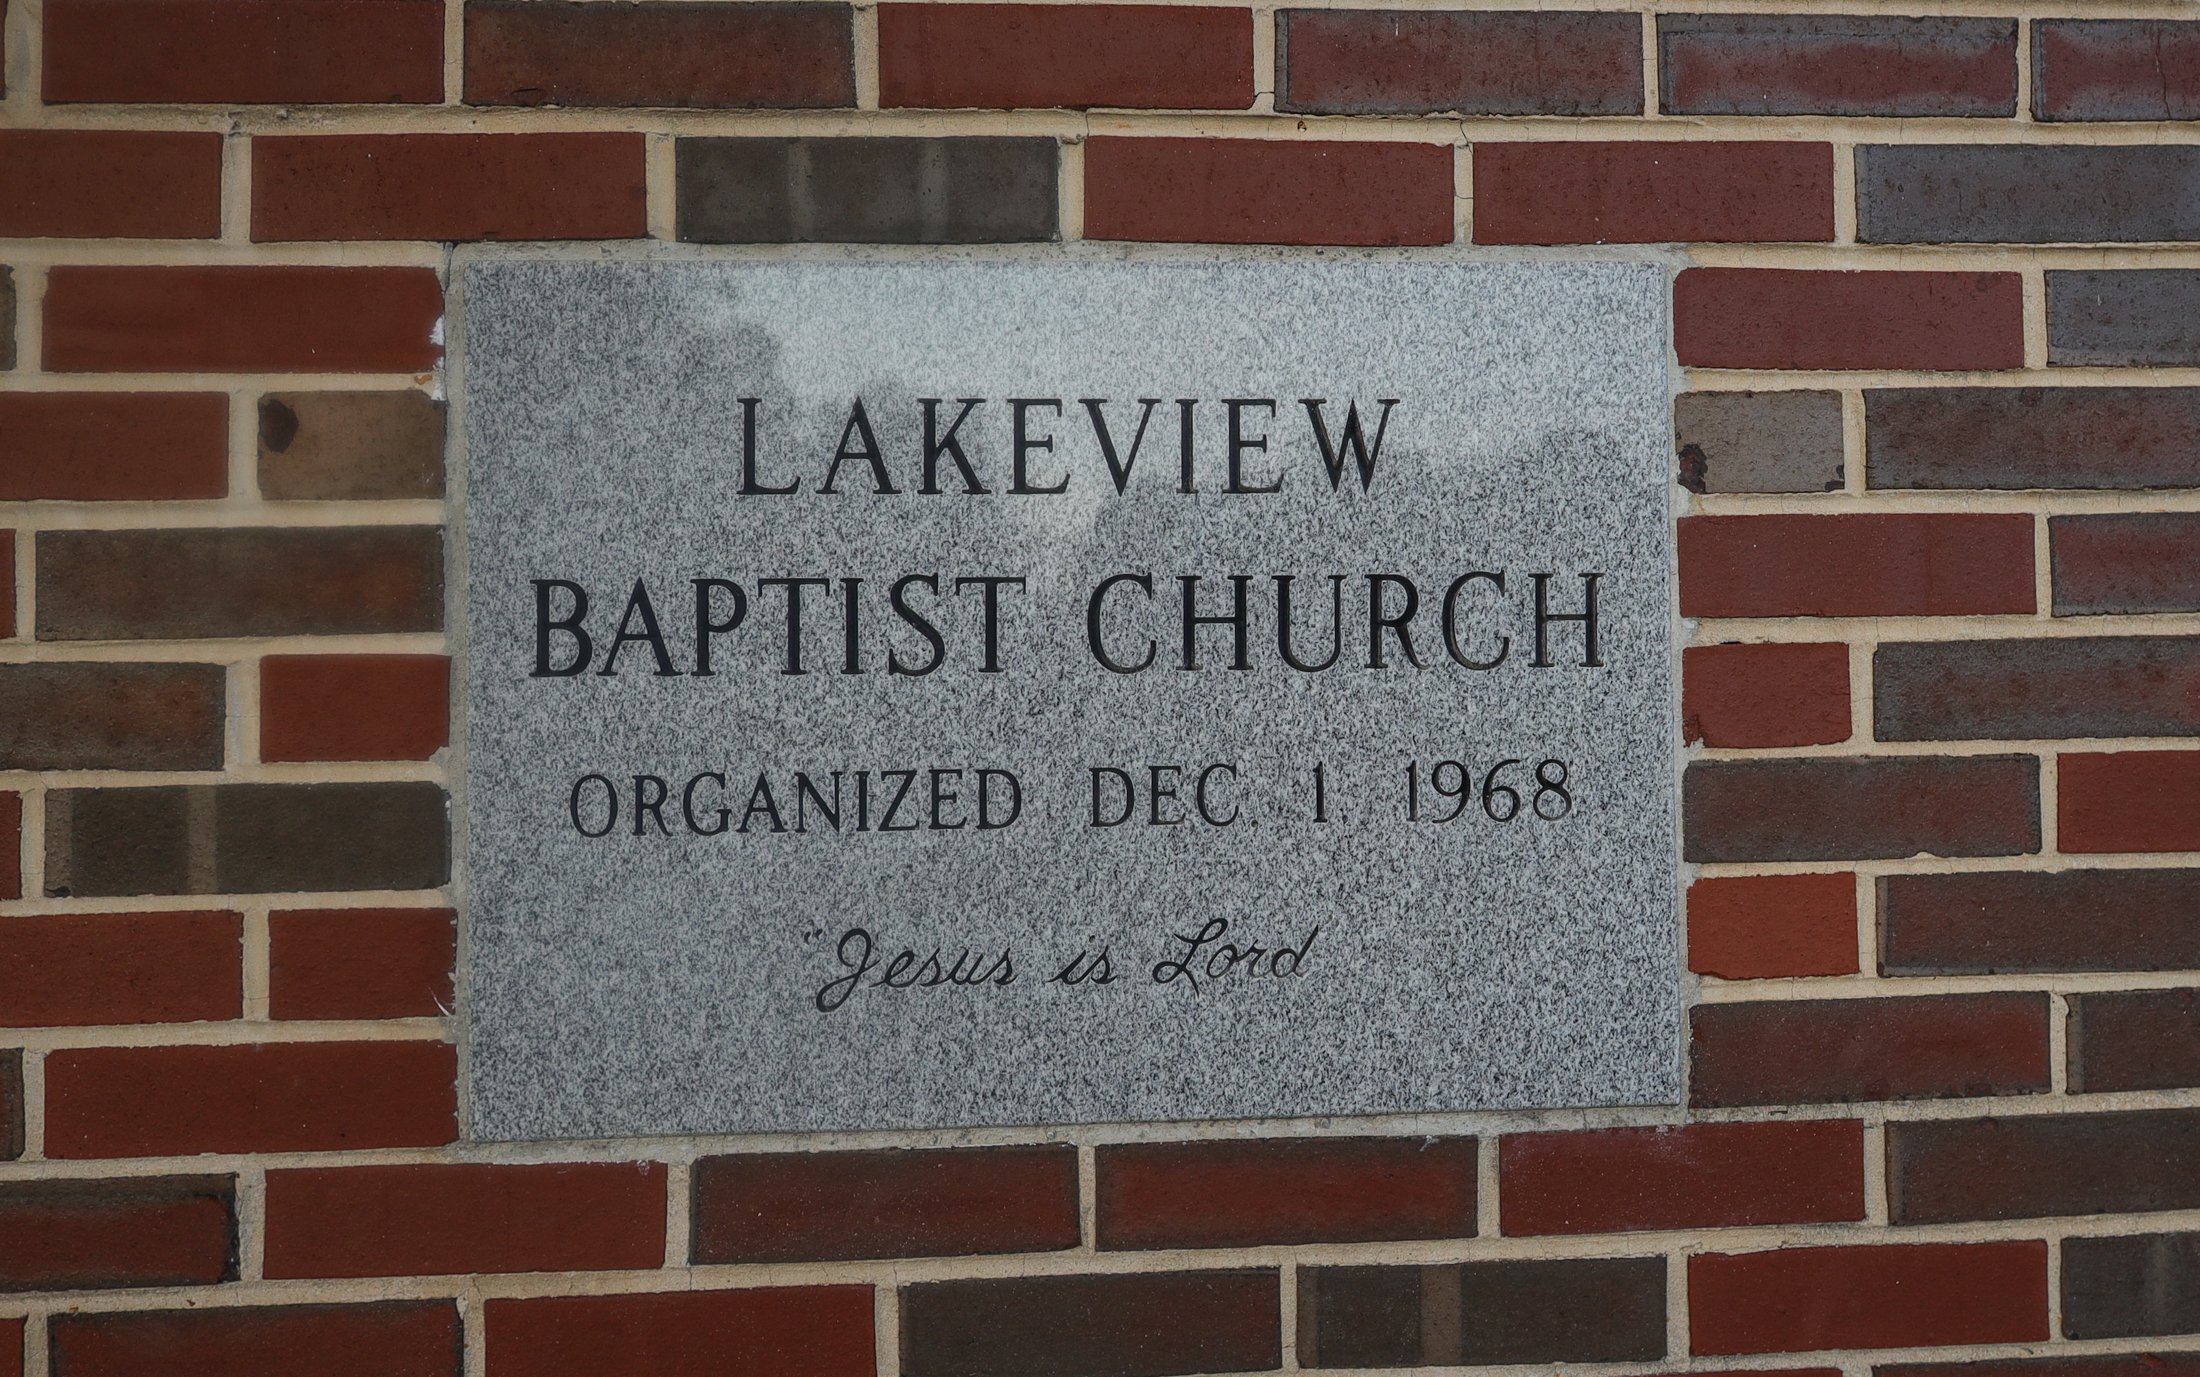 LAKEVIEW
BAPTIST CHURCH
ORGANIZED DEC. 1, 1968
"Jesus is Lord